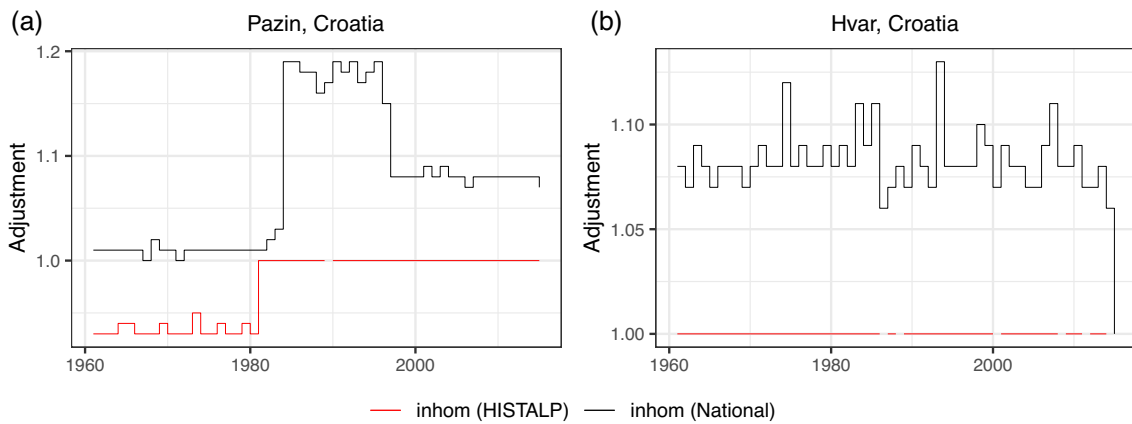 (a)
Pazin, Croatia
1.2
1.1
1.0
Adjustment
1960
1980
2000
(b)
Hvar, Croatia
1.10
1.05
1.00
Adjustment
1960
1980
2000
inhom (HISTALP)
inhom (National)